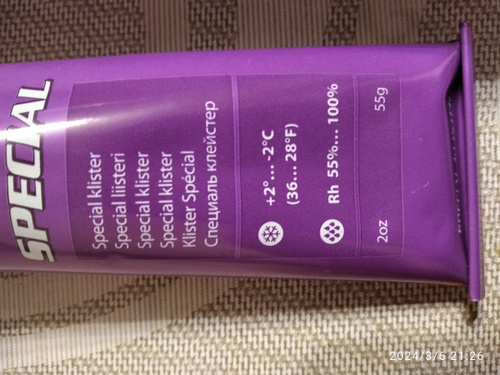 SPECIAL
Special klister
Special liisteri
Special klister
Special klister
Klister Spécial
Специаль клейстер
+2°... -2°C
(36... 28°F)
Rh 55%... 100%
2oz 55g
2024/3/6 21:26